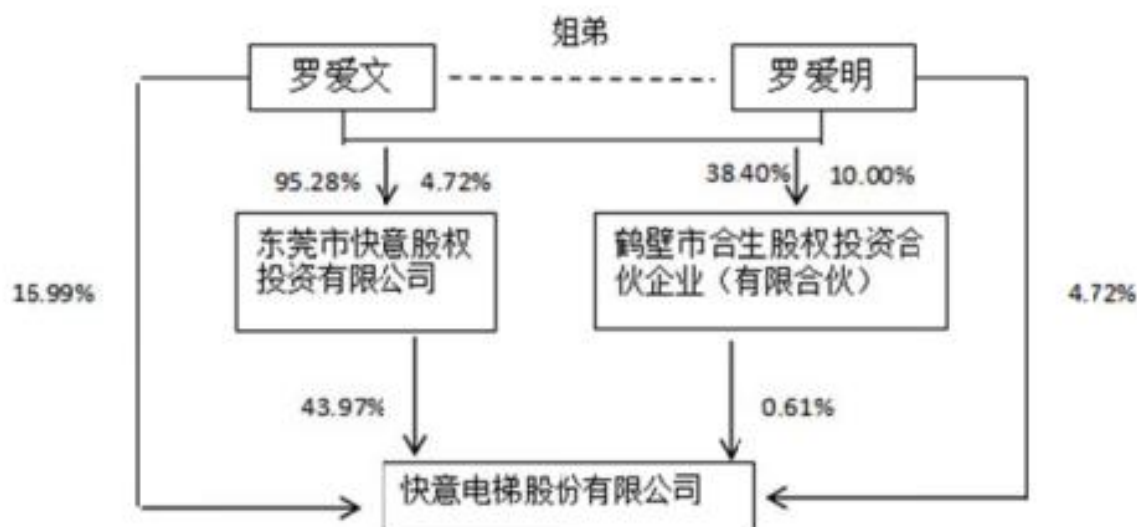 姐弟
罗爱文
罗爱明
95.28%
4.72%
38.40%
10.00%
东莞市快意股权
投资有限公司
鹤壁市合生股权投资合
伙企业（有限合伙）
15.99%
4.72%
43.97%
0.61%
快意电梯股份有限公司